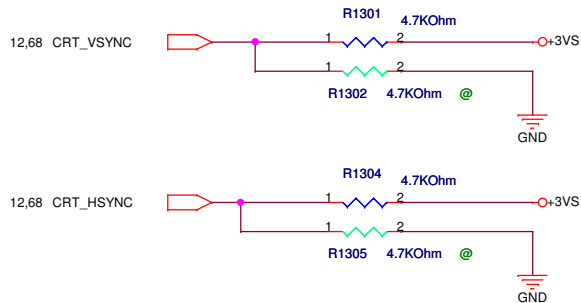 R1301
4.7KOhm
12,68 CRT_VSYNC
1
2
+3VS
1
2
R1302
4.7KOhm
@
GND
R1304
4.7KOhm
12,68 CRT_HSYNC
1
2
+3VS
1
2
R1305
4.7KOhm
@
GND